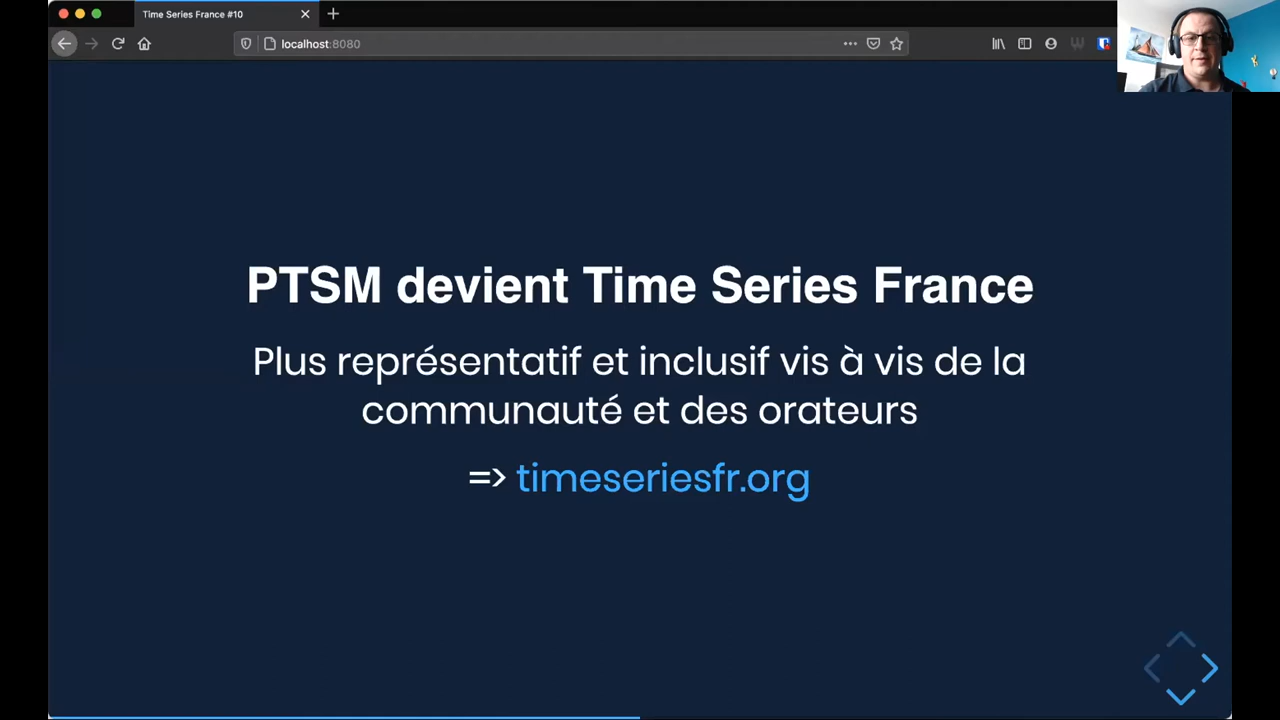 Time Series France #10
localhost:8080
PTSM devient Time Series France
Plus représentatif et inclusif vis à vis de la
communauté et des orateurs
=> timeseriesfr.org